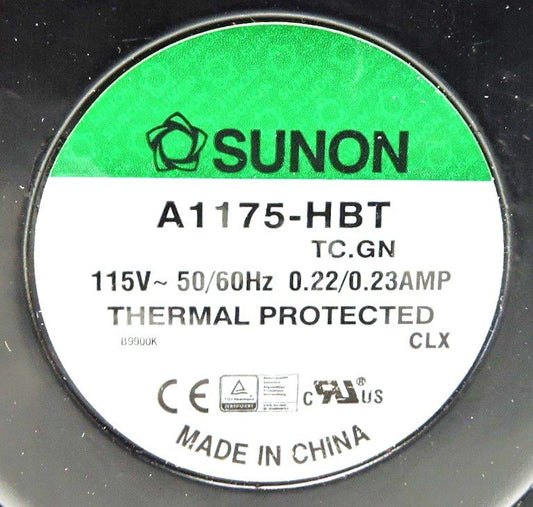 SUNON
A1175-HBT
TC.GN
115V~ 50/60Hz 0.22/0.23AMP
THERMAL PROTECTED
B9900K CLX
CE
c RU US
MADE IN CHINA